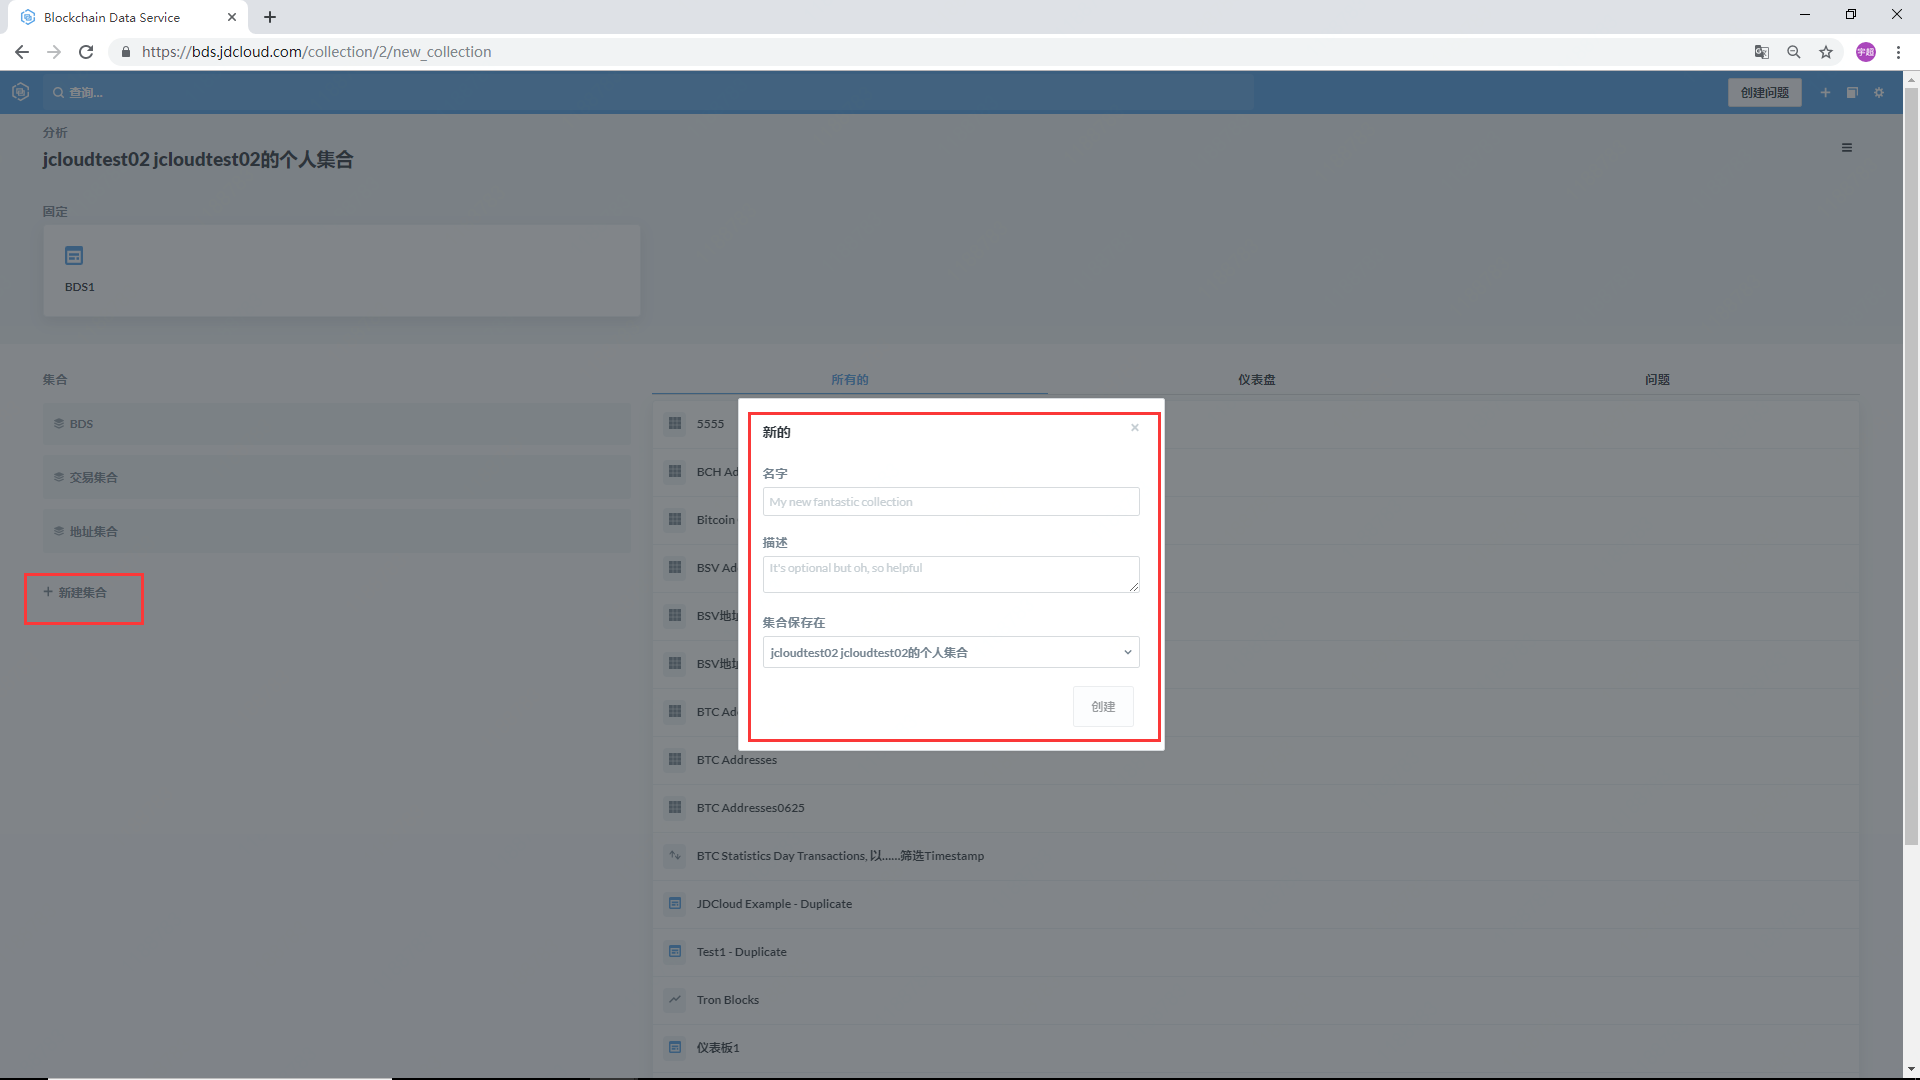 Blockchain Data Service
https://bds.jdcloud.com/collection/2/new_collection
宇超
查询...
创建问题
分析
jcloudtest02 jcloudtest02的个人集合
固定
BDS1
集合
所有的
仪表盘
问题
BDS
交易集合
地址集合
+ 新建集合
5555
BCH Ad
Bitcoin
BSV Ad
BSV地址
BSV地址
BTC Ad
BTC Addresses
BTC Addresses0625
BTC Statistics Day Transactions, 以……筛选Timestamp
JDCloud Example - Duplicate
Test1 - Duplicate
Tron Blocks
仪表板1
新的
名字
My new fantastic collection
描述
It's optional but oh, so helpful
集合保存在
jcloudtest02 jcloudtest02的个人集合
创建